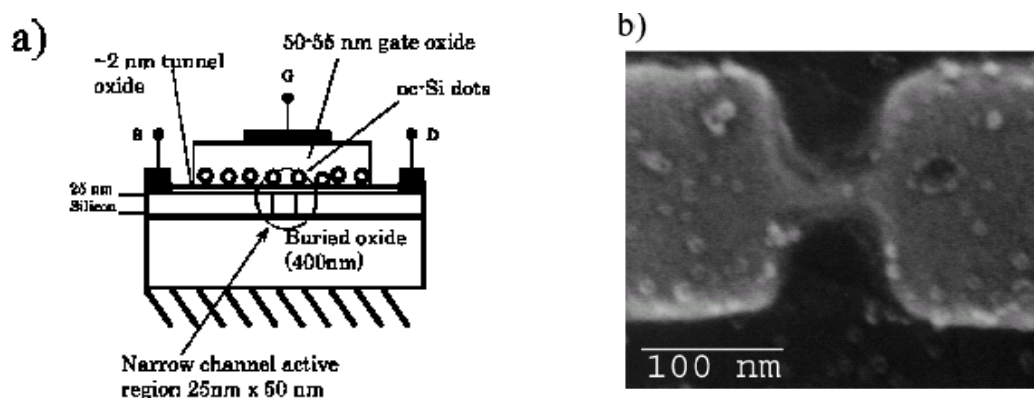 a)
50-55 nm gate oxide
~2 nm tunnel
oxide
G
nc-Si dots
S
D
25 nm
Silicon
Buried oxide
(400nm)
Narrow channel active
region 25nm x 50 nm
b)
100 nm